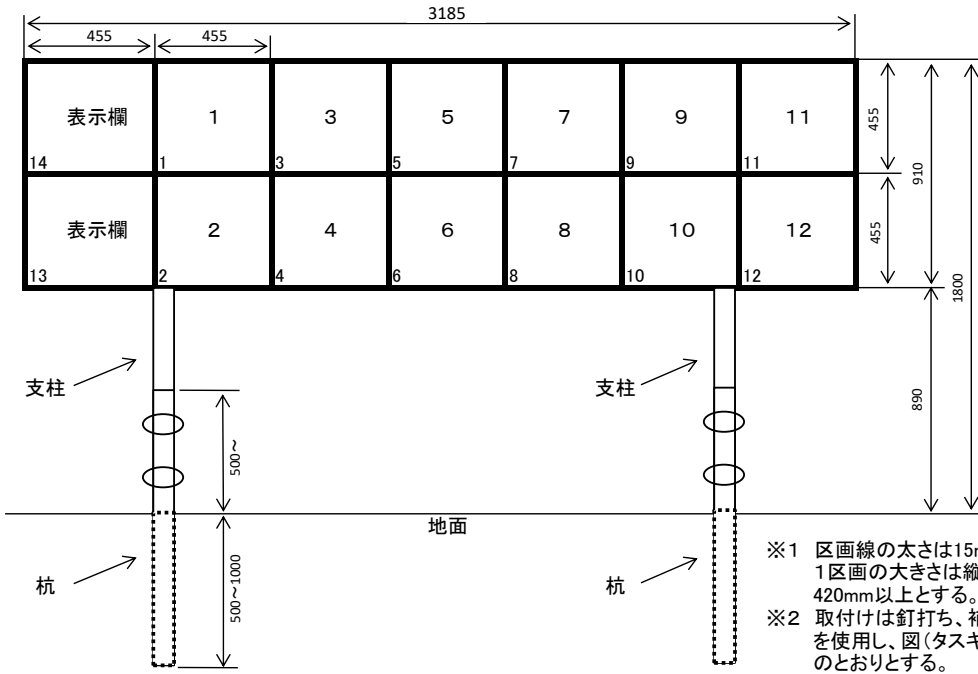 3185
455 455
表示欄 1 3 5 7 9 11
14 1 3 5 7 9 11
455
910
表示欄 2 4 6 8 10 12
13 2 4 6 8 10 12
455
1800
支柱 支柱
890
500～
地面
杭 杭
500～1000
※1 区画線の太さは15m
1区画の大きさは縦
420mm以上とする。
※2 取付けは釘打ち、補
を使用し、図(タスキ
のとおりとする。